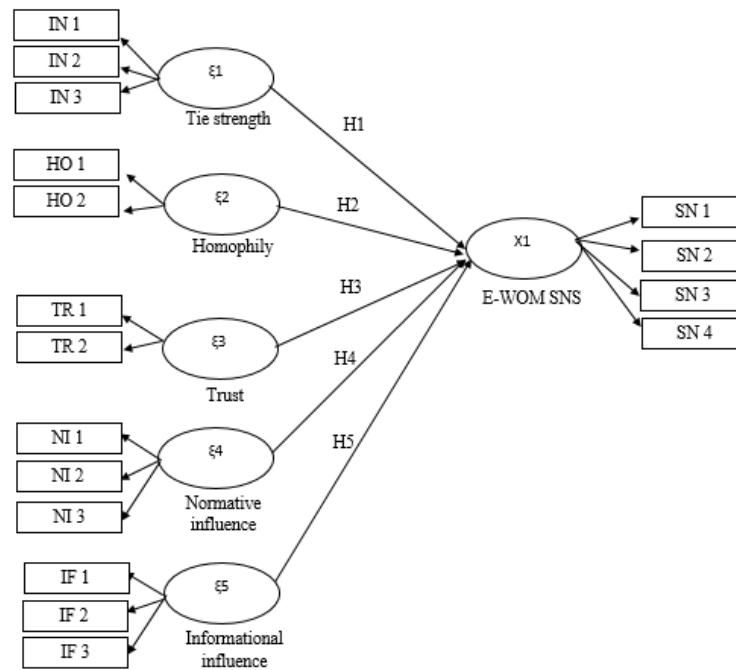 IN 1
IN 2
IN 3
ξ1
Tie strength
H1
HO 1
HO 2
ξ2
Homophily
H2
TR 1
TR 2
ξ3
Trust
H3
NI 1
NI 2
NI 3
ξ4
Normative
influence
H4
IF 1
IF 2
IF 3
ξ5
Informational
influence
H5
X1
E-WOM SNS
SN 1
SN 2
SN 3
SN 4